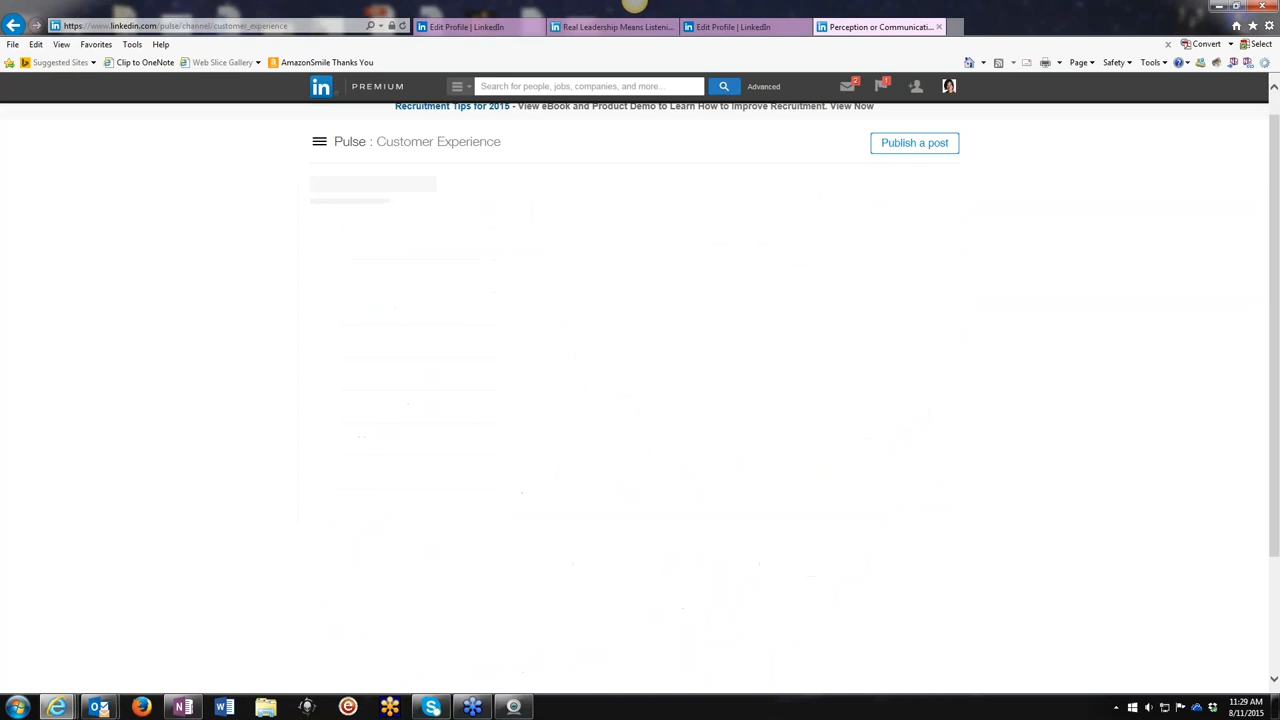 https://www.linkedin.com/pulse/channel/customer_experience
Edit Profile | LinkedIn
Real Leadership Means Listeni...
Edit Profile | LinkedIn
Perception or Communicati...
File Edit View Favorites Tools Help
Convert Select
Suggested Sites Clip to OneNote Web Slice Gallery AmazonSmile Thanks You
Page Safety Tools
in PREMIUM Search for people, jobs, companies, and more... Advanced 2 1
Recruitment Tips for 2015 - View eBook and Product Demo to Learn How to Improve Recruitment. View Now
Pulse : Customer Experience
Publish a post
11:29 AM
8/11/2015